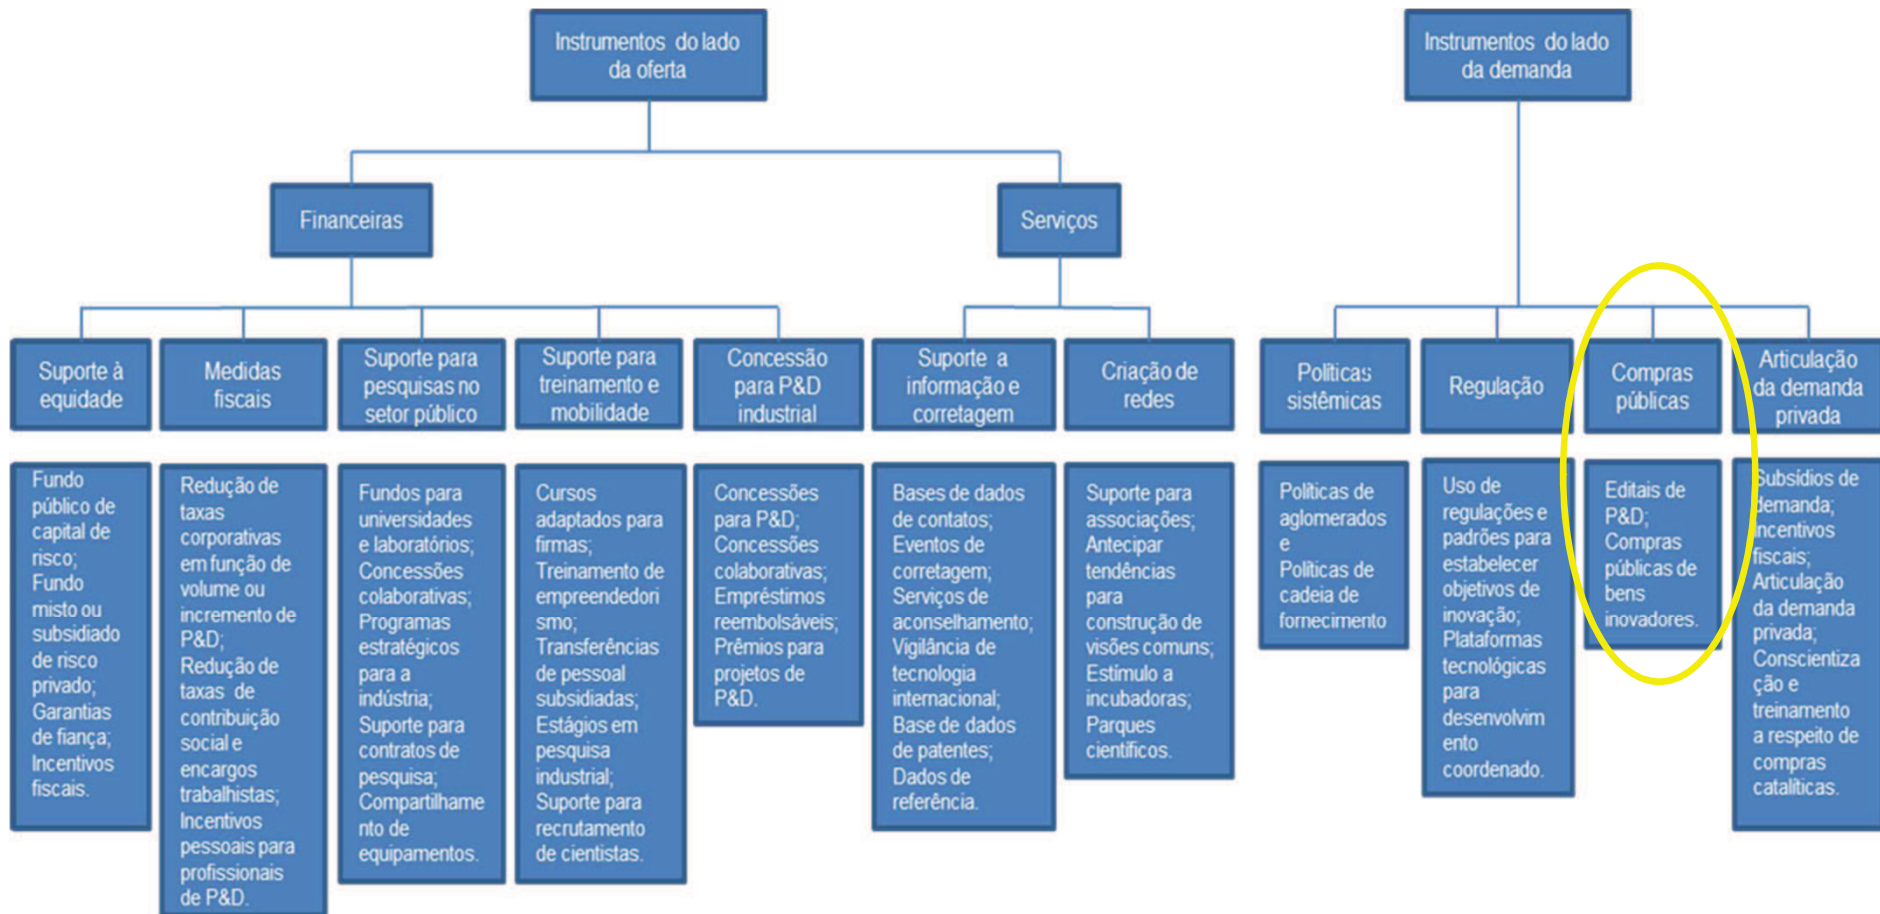 Instrumentos do lado
da oferta
Instrumentos do lado
da demanda
Financeiras
Serviços
Suporte à
equidade
Medidas
fiscais
Suporte para
pesquisas no
setor público
Suporte para
treinamento e
mobilidade
Concessão
para P&D
industrial
Suporte a
informação e
corretagem
Criação de
redes
Políticas
sistêmicas
Regulação
Compras
públicas
Articulação
da demanda
privada
Fundo
público de
capital de
risco;
Fundo
misto ou
subsidiado
de risco
privado;
Garantias
de fiança;
Incentivos
fiscais.
Redução de
taxas
corporativas
em função de
volume ou
incremento de
P&D;
Redução de
taxas de
contribuição
social e
encargos
trabalhistas;
Incentivos
pessoais para
profissionais
de P&D.
Fundos para
universidades
e laboratórios;
Concessões
colaborativas;
Programas
estratégicos
para a
indústria;
Suporte para
contratos de
pesquisa;
Compartilhame
nto de
equipamentos.
Cursos
adaptados para
firmas;
Treinamento de
empreendedori
smo;
Transferências
de pessoal
subsidiadas;
Estágios em
pesquisa
industrial;
Suporte para
recrutamento
de cientistas.
Concessões
para P&D;
Concessões
colaborativas;
Empréstimos
reembolsáveis;
Prêmios para
projetos de
P&D.
Bases de dados
de contatos;
Eventos de
corretagem;
Serviços de
aconselhamento;
Vigilância de
tecnologia
internacional;
Base de dados
de patentes;
Dados de
referência.
Suporte para
associações;
Antecipar
tendências
para
construção de
visões comuns;
Estímulo a
incubadoras;
Parques
científicos.
Políticas de
aglomerados
e
Políticas de
cadeia de
fornecimento
Uso de
regulações e
padrões para
estabelecer
objetivos de
inovação;
Plataformas
tecnológicas
para
desenvolvim
ento
coordenado.
Editais de
P&D;
Compras
públicas de
bens
inovadores.
Subsídios de
demanda;
Incentivos
fiscais;
Articulação
da demanda
privada;
Conscientiza
ção e
treinamento
a respeito de
compras
catalíticas.